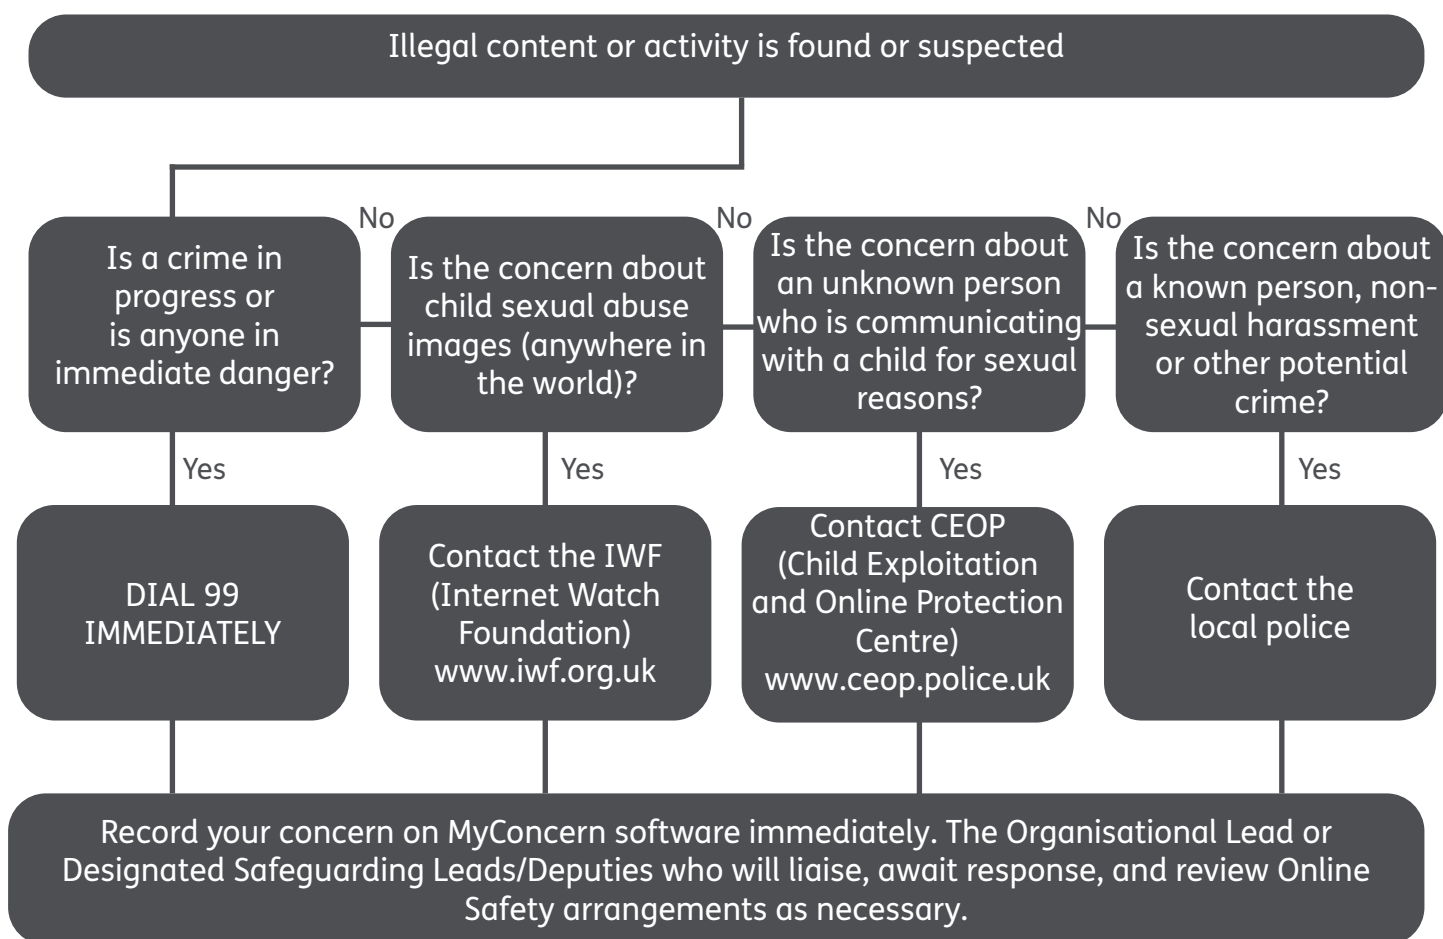 Illegal content or activity is found or suspected
No
No
No
Is a crime in
progress or
is anyone in
immediate danger?
Is the concern about
child sexual abuse
images (anywhere in
the world)?
Is the concern about
an unknown person
who is communicating
with a child for sexual
reasons?
Is the concern about
a known person, non-
sexual harassment
or other potential
crime?
Yes
Yes
Yes
Yes
DIAL 99
IMMEDIATELY
Contact the IWF
(Internet Watch
Foundation)
www.iwf.org.uk
Contact CEOP
(Child Exploitation
and Online Protection
Centre)
www.ceop.police.uk
Contact the
local police
Record your concern on MyConcern software immediately. The Organisational Lead or
Designated Safeguarding Leads/Deputies who will liaise, await response, and review Online
Safety arrangements as necessary.